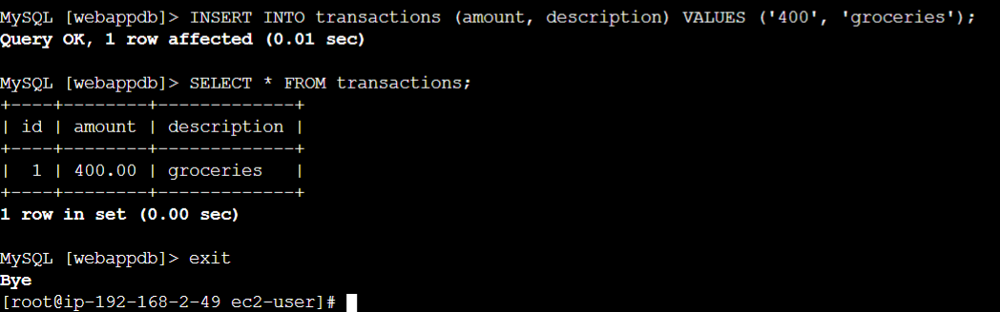 MySQL [webappdb]> INSERT INTO transactions (amount, description) VALUES ('400', 'groceries');
Query OK, 1 row affected (0.01 sec)
MySQL [webappdb]> SELECT * FROM transactions;
+----+--------+-------------+
| id | amount | description |
+----+--------+-------------+
|  1 | 400.00 | groceries   |
+----+--------+-------------+
1 row in set (0.00 sec)
MySQL [webappdb]> exit
Bye
[root@ip-192-168-2-49 ec2-user]#